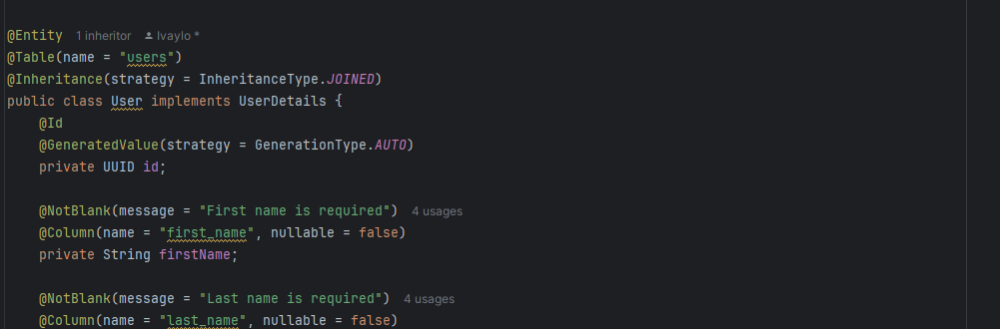 @Entity 1 inheritor Ivaylo *
@Table(name = "users")
@Inheritance(strategy = InheritanceType.JOINED)
public class User implements UserDetails {
@Id
@GeneratedValue(strategy = GenerationType.AUTO)
private UUID id;
@NotBlank(message = "First name is required") 4 usages
@Column(name = "first_name", nullable = false)
private String firstName;
@NotBlank(message = "Last name is required") 4 usages
@Column(name = "last_name", nullable = false)